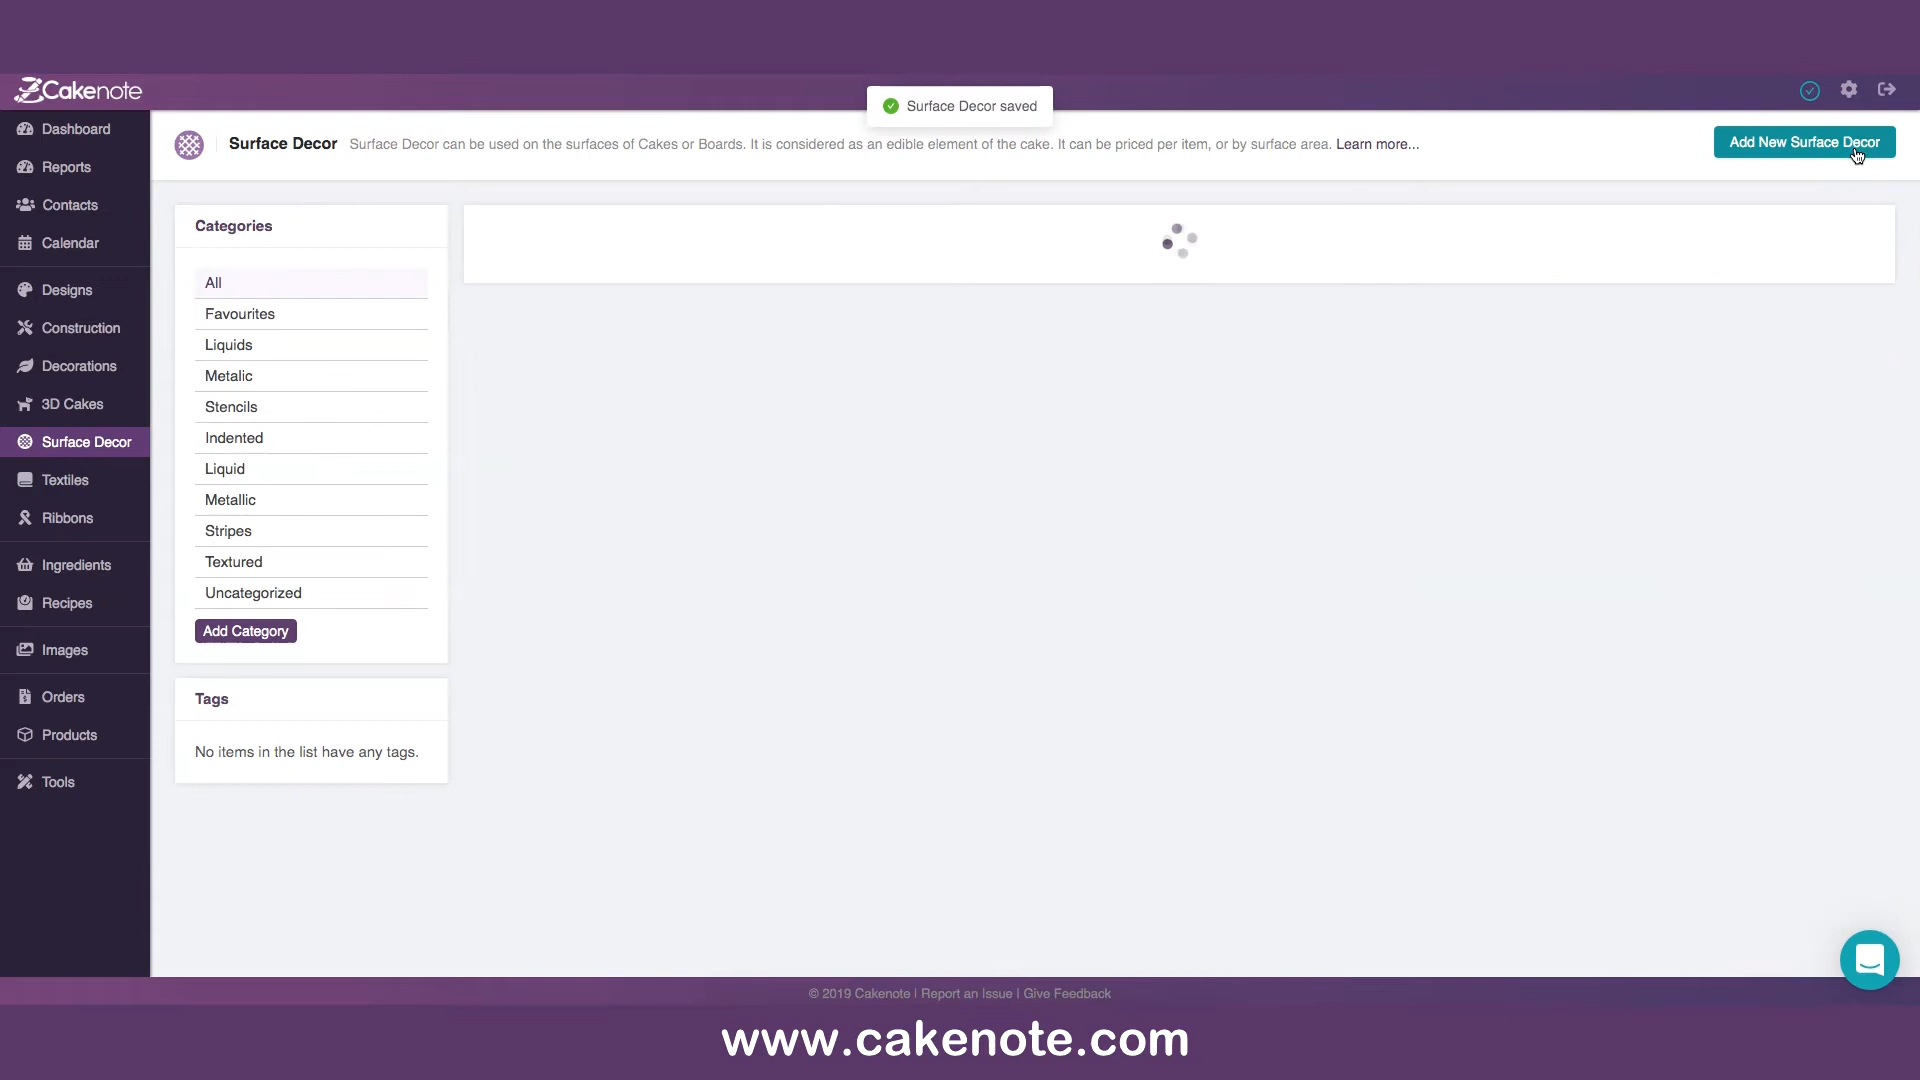 Cakenote
Surface Decor saved
Dashboard
Reports
Contacts
Calendar
Designs
Construction
Decorations
3D Cakes
Surface Decor
Textiles
Ribbons
Ingredients
Recipes
Images
Orders
Products
Tools
Surface Decor Surface Decor can be used on the surfaces of Cakes or Boards. It is considered as an edible element of the cake. It can be priced per item, or by surface area. Learn more...
Add New Surface Decor
Categories
All
Favourites
Liquids
Metalic
Stencils
Indented
Liquid
Metallic
Stripes
Textured
Uncategorized
Add Category
Tags
No items in the list have any tags.
© 2019 Cakenote | Report an Issue | Give Feedback
www.cakenote.com